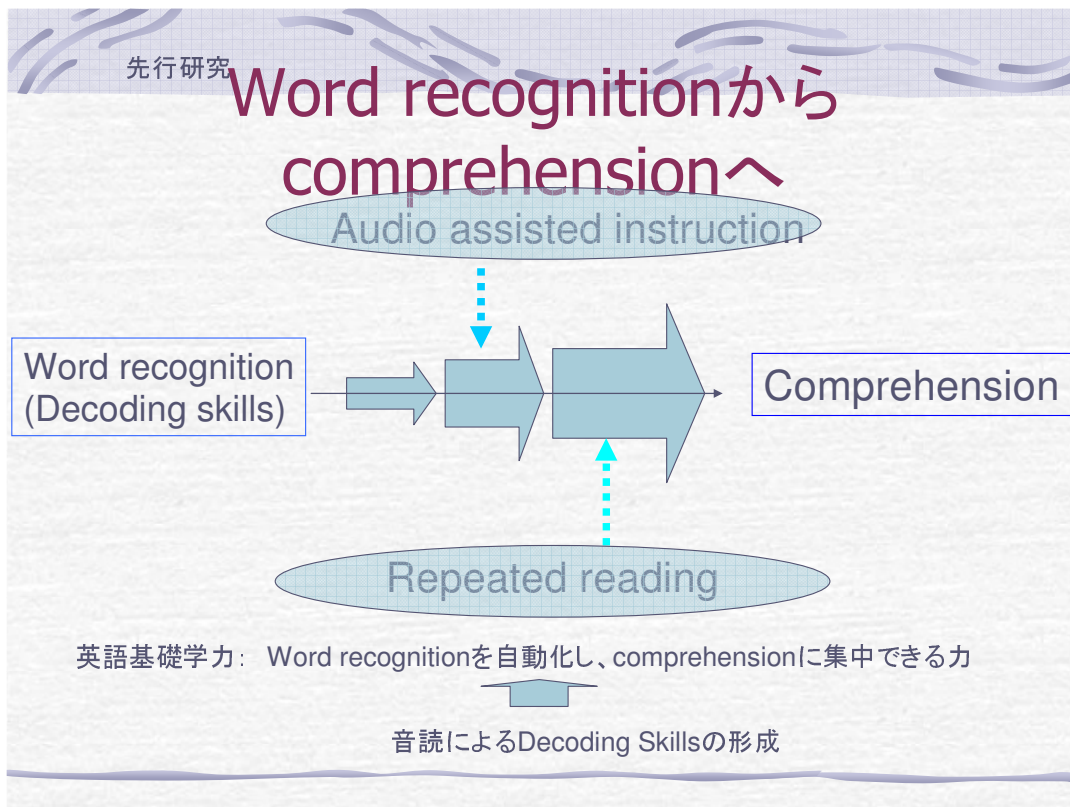 先行研究
Word recognitionから
comprehensionへ
Audio assisted instruction
Word recognition
(Decoding skills)
Comprehension
Repeated reading
英語基礎学力： Word recognitionを自動化し、comprehensionに集中できる力
音読によるDecoding Skillsの形成